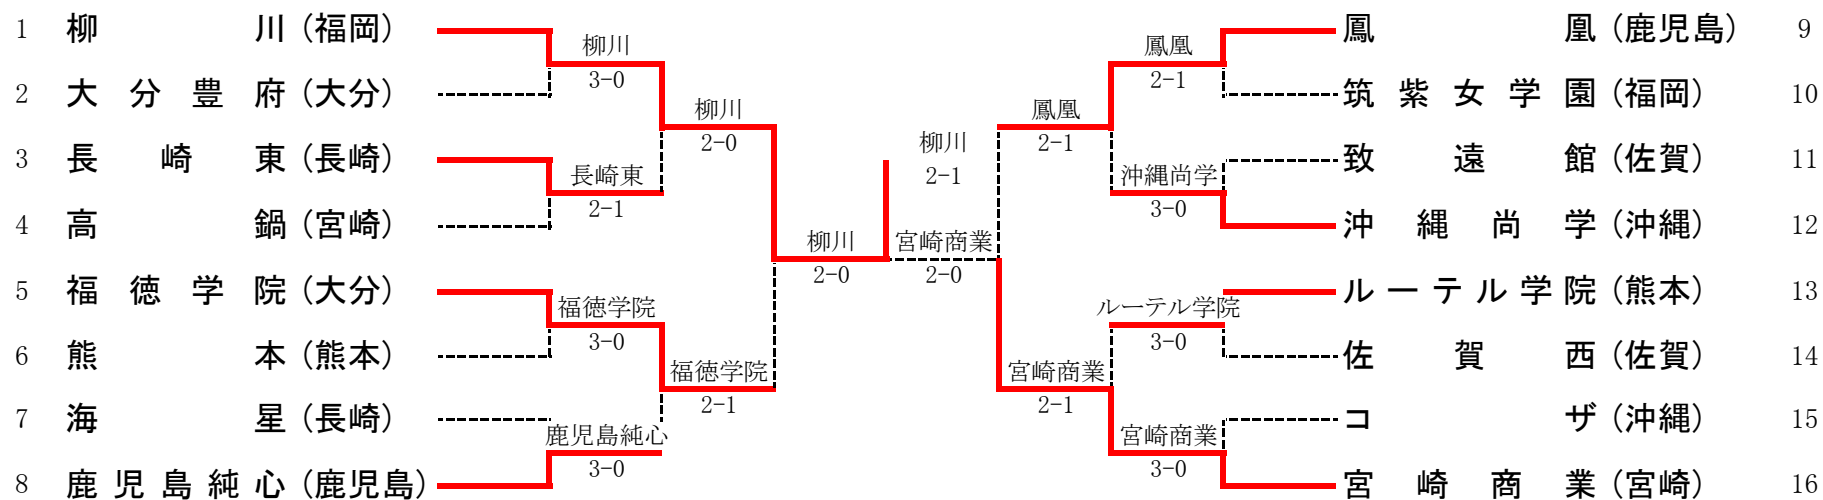 1 柳川 (福岡)
柳川
3-0
2 大分豊府 (大分)
柳川
2-0
3 長崎東 (長崎)
長崎東
2-1
4 高鍋 (宮崎)
柳川
2-0
5 福徳学院 (大分)
福徳学院
3-0
6 熊本 (熊本)
福徳学院
2-1
7 海星 (長崎)
鹿児島純心
3-0
8 鹿児島純心 (鹿児島)
柳川
2-1
鳳凰 (鹿児島) 9
鳳凰
2-1
筑紫女学園 (福岡) 10
鳳凰
2-1
致遠館 (佐賀) 11
沖縄尚学
3-0
沖縄尚学 (沖縄) 12
宮崎商業
2-0
ルーテル学院 (熊本) 13
ルーテル学院
3-0
佐賀西 (佐賀) 14
宮崎商業
2-1
コザ (沖縄) 15
宮崎商業
3-0
宮崎商業 (宮崎) 16